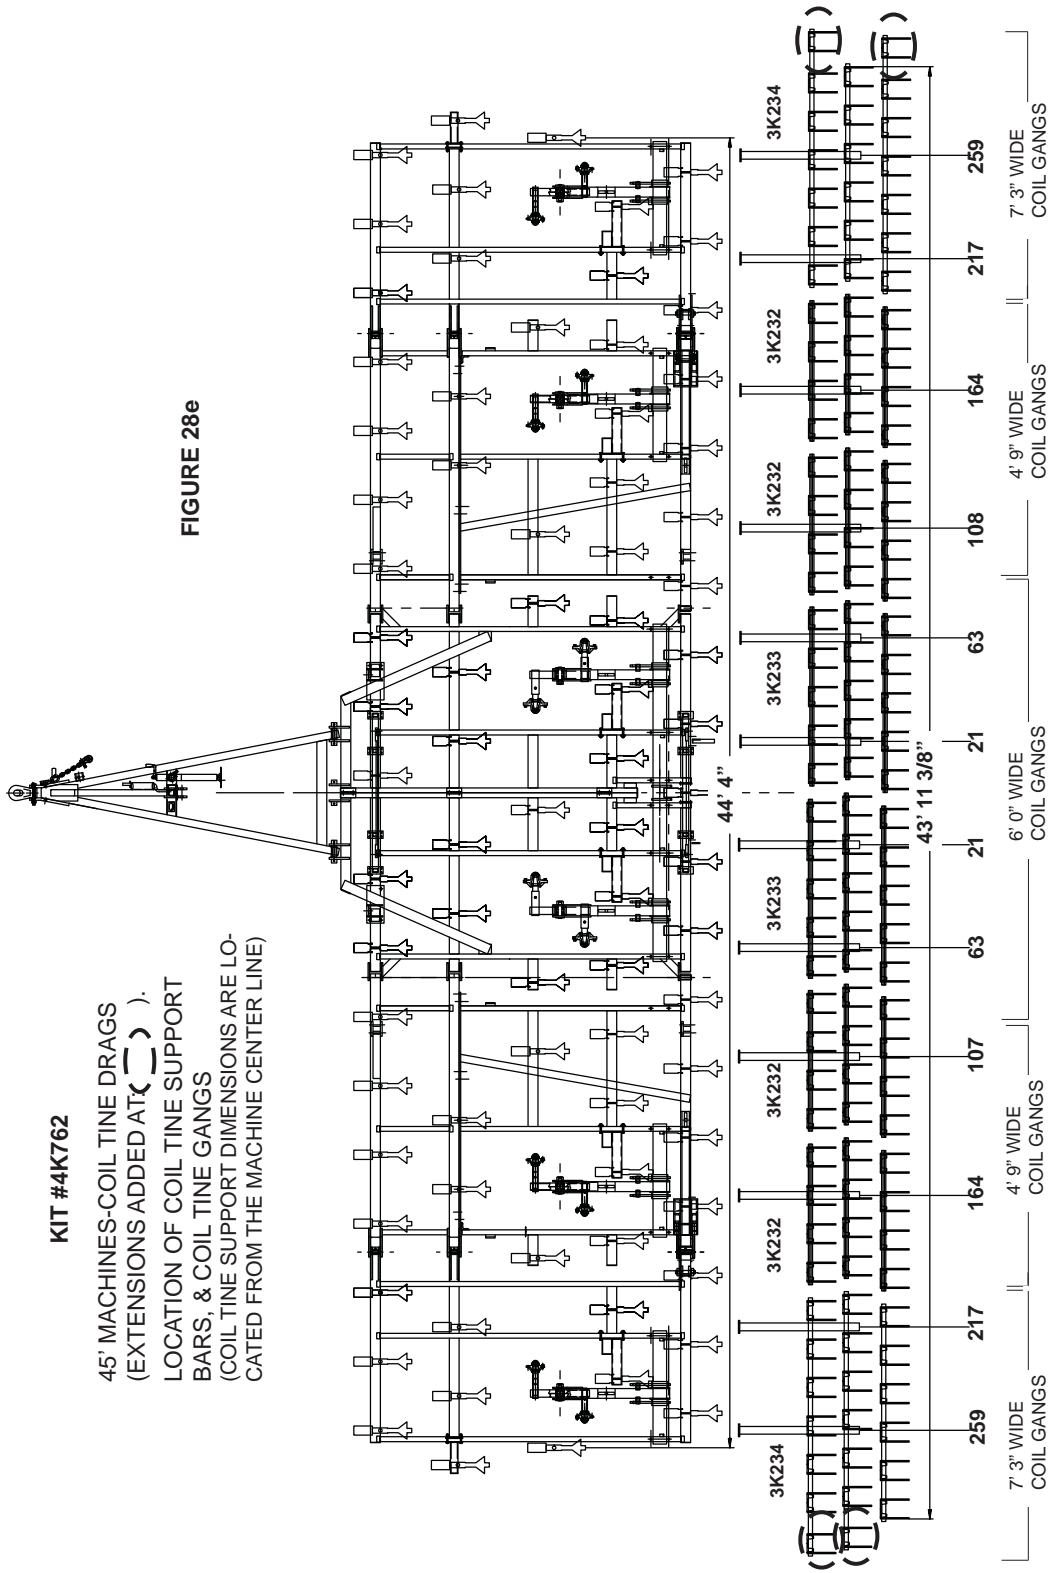 KIT #4K762
45' MACHINES-COIL TINE DRAGS
(EXTENSIONS ADDED AT:( ) ).
LOCATION OF COIL TINE SUPPORT
BARS, & COIL TINE GANGS
(COIL TINE SUPPORT DIMENSIONS ARE LO-
CATED FROM THE MACHINE CENTER LINE)
FIGURE 28e
44' 4"
3K234
3K232
3K232
3K233
3K233
3K232
3K232
3K234
43' 11 3/8"
259
217
164
107
63
21
21
63
108
164
217
259
7' 3" WIDE
COIL GANGS
4' 9" WIDE
COIL GANGS
6' 0" WIDE
COIL GANGS
4' 9" WIDE
COIL GANGS
7' 3" WIDE
COIL GANGS